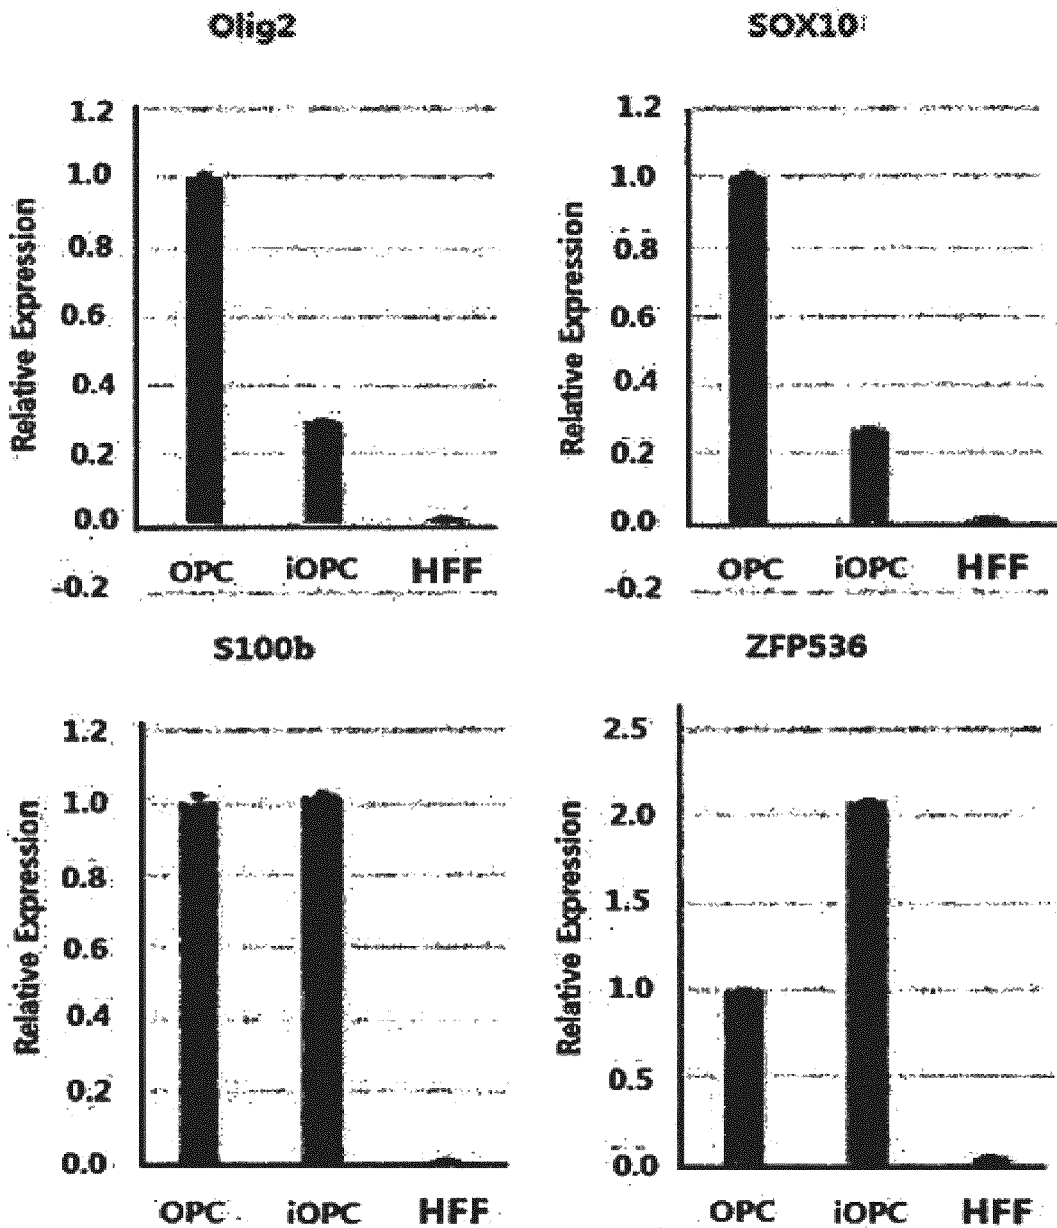 Olig2
Relative Expression
1.2
1.0
0.8
0.6
0.4
0.2
0.0
-0.2
OPC iOPC HFF
SOX10
Relative Expression
1.2
1.0
0.8
0.6
0.4
0.2
0.0
-0.2
OPC iOPC HFF
S100b
Relative Expression
1.2
1.0
0.8
0.6
0.4
0.2
0.0
OPC iOPC HFF
ZFP536
Relative Expression
2.5
2.0
1.5
1.0
0.5
0.0
OPC iOPC HFF